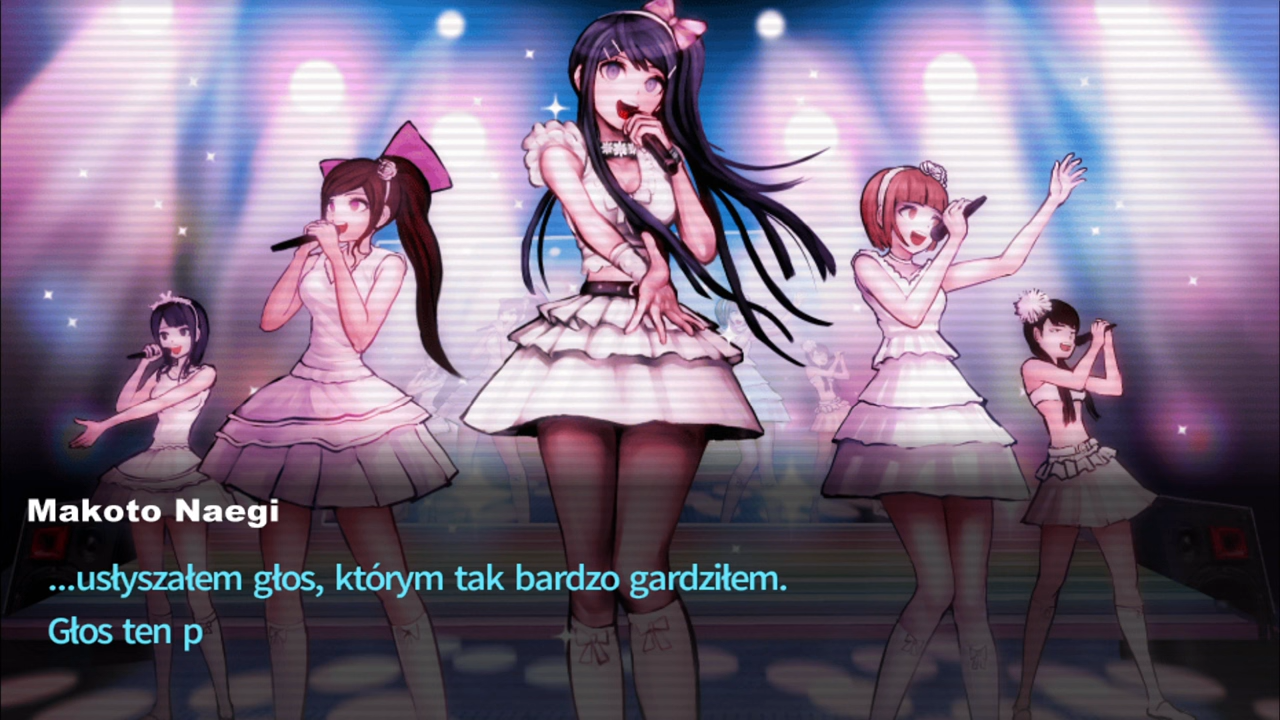 Makoto Naegi
...usłyszałem głos, którym tak bardzo gardziłem.
Głos ten p